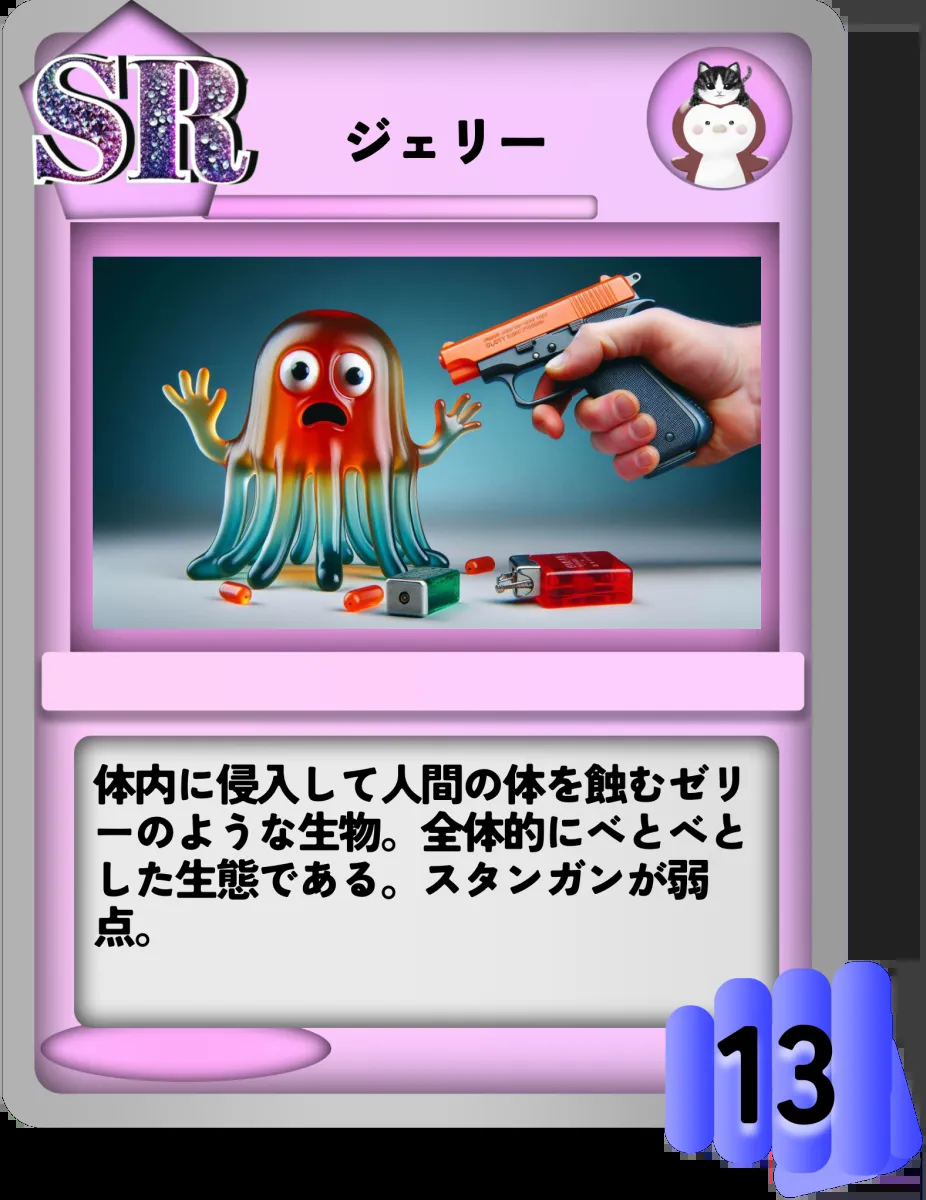 SR
ジェリー
体内に侵入して人間の体を蝕むゼリ
ーのような生物。全体的にべとべと
した生態である。スタンガンが弱
点。
13